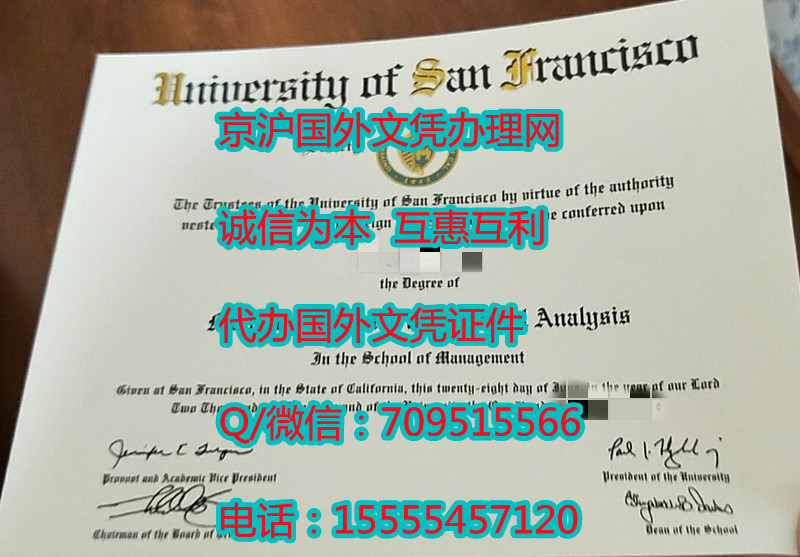 University of San Francisco
京沪国外文凭办理网
The Trustees of the University of San Francisco by virtue of the authority
诚信为本 互惠互利
be conferred upon
the Degree of
代办国外文凭证件
Analysis
In the School of Management
Given at San Francisco, in the State of California, this twenty-eight day of in the year of our Lord
Two
Q/微信：709515566
Provost and Academic Vice President
President of the University
电话：15555457120
Chairman of the Board of
Dean of the School